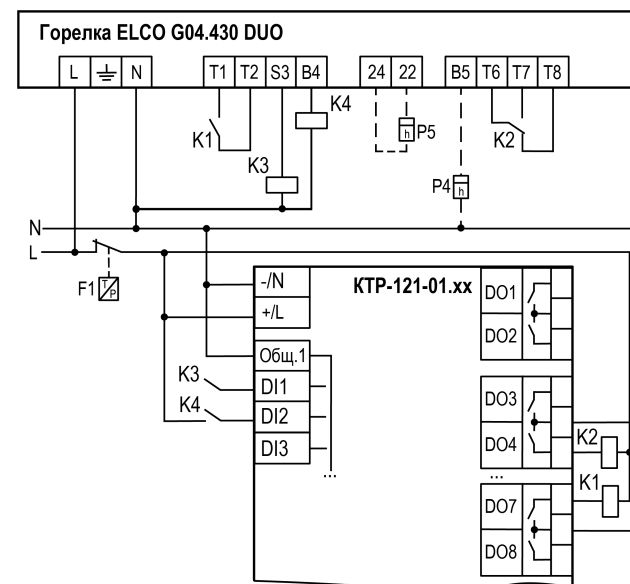 Горелка ELCO G04.430 DUO
L N T1 T2 S3 B4 24 22 B5 T6 T7 T8
K4
K1 h P5 K2
K3
P4 h
N
L
F1 T P
-/N КТР-121-01.xx DO1
+/L
DO2
Общ.1
K3 DI1 DO3
K4 DI2
DI3 DO4 K2
... ...
K1
DO7
DO8